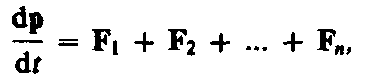 dp/dt = F₁ + F₂ + ... + Fₙ,